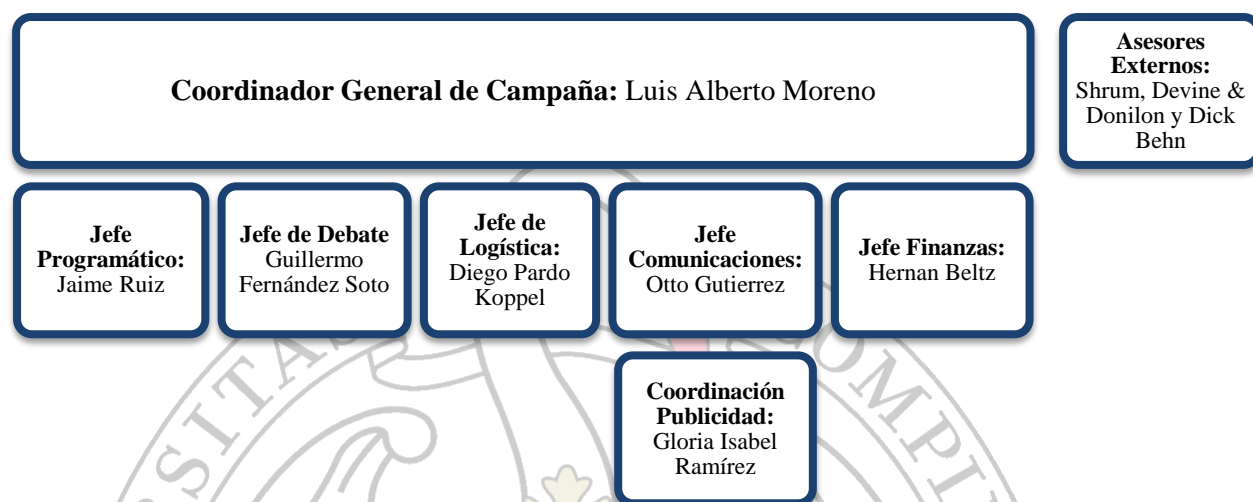 Coordinador General de Campaña: Luis Alberto Moreno
Asesores
Externos:
Shrum, Devine &
Donilon y Dick
Behn
Jefe
Programático:
Jaime Ruiz
Jefe de Debate
Guillermo
Fernández Soto
Jefe de
Logística:
Diego Pardo
Koppel
Jefe
Comunicaciones:
Otto Gutierrez
Jefe Finanzas:
Hernan Beltz
Coordinación
Publicidad:
Gloria Isabel
Ramírez